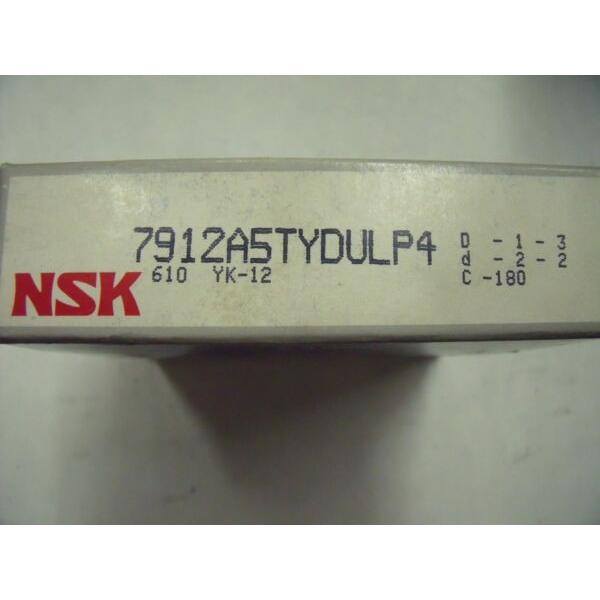 7912A5TYDULP4 D - 1 - 3
610 YK-12 d - 2 - 2
NSK C -180